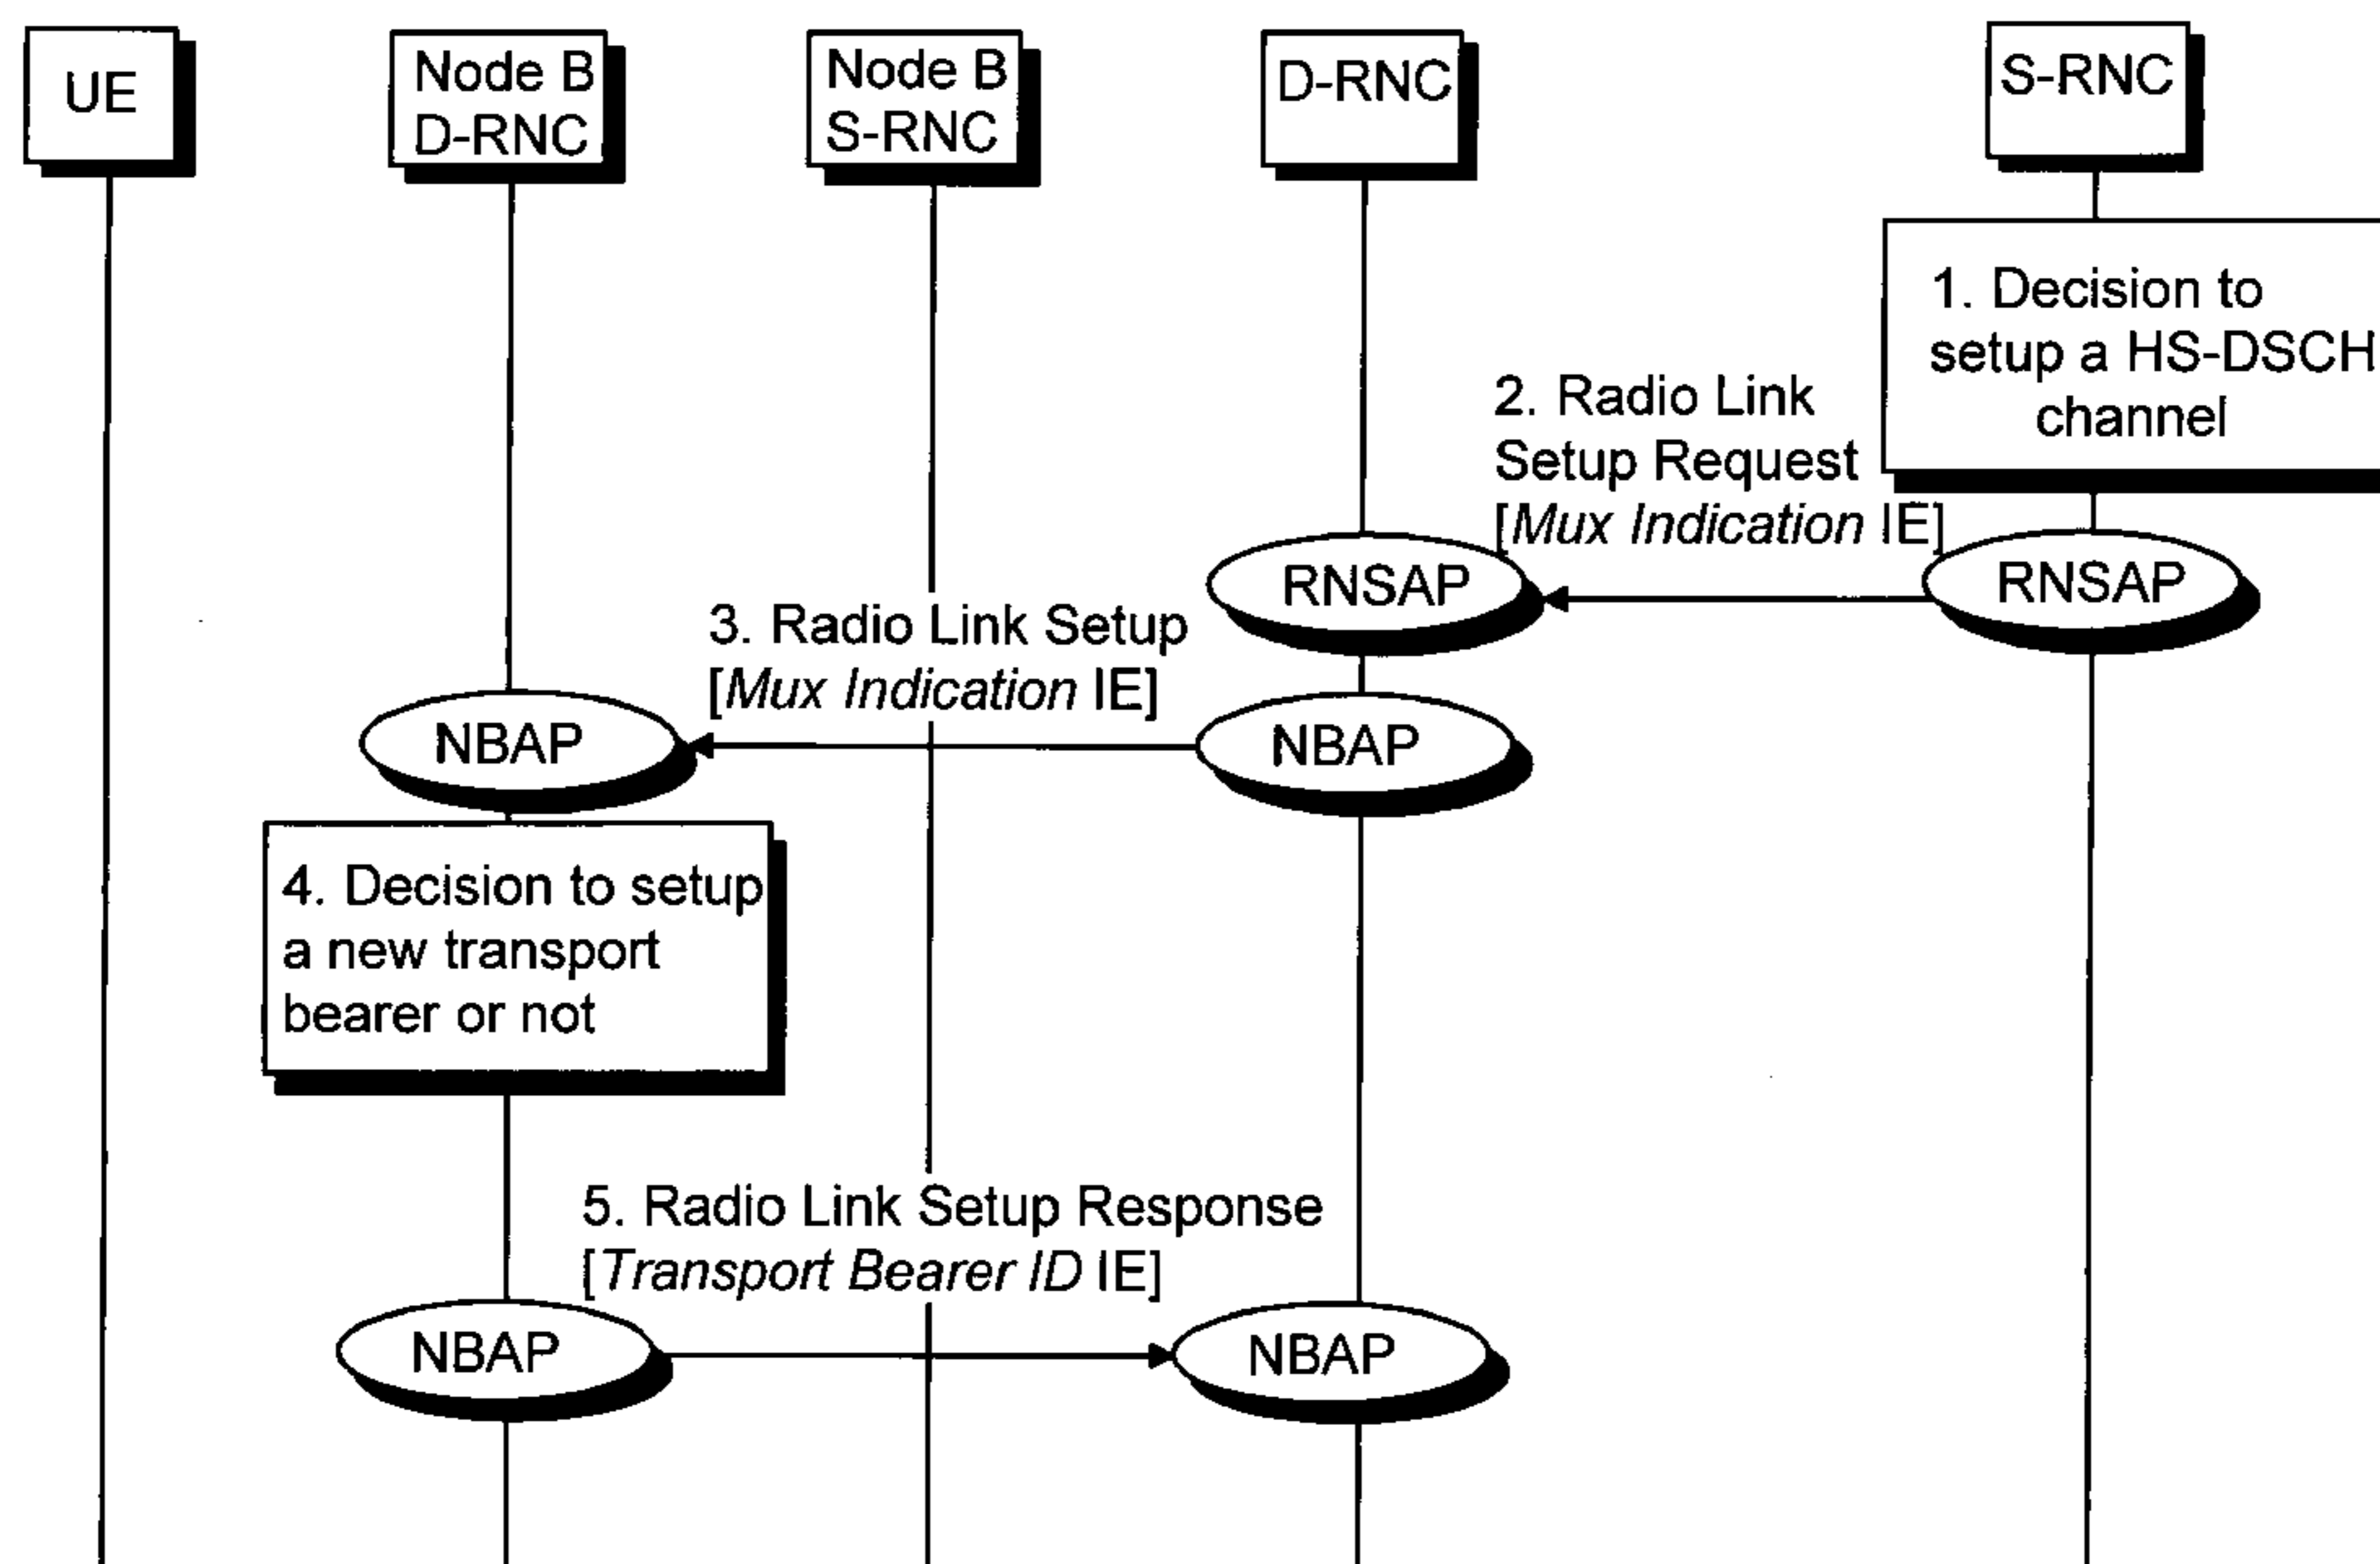 UE
Node B
D-RNC
Node B
S-RNC
D-RNC
S-RNC
1. Decision to
setup a HS-DSCH
channel
2. Radio Link
Setup Request
[Mux Indication IE]
RNSAP
RNSAP
3. Radio Link Setup
[Mux Indication IE]
NBAP
NBAP
4. Decision to setup
a new transport
bearer or not
5. Radio Link Setup Response
[Transport Bearer ID IE]
NBAP
NBAP